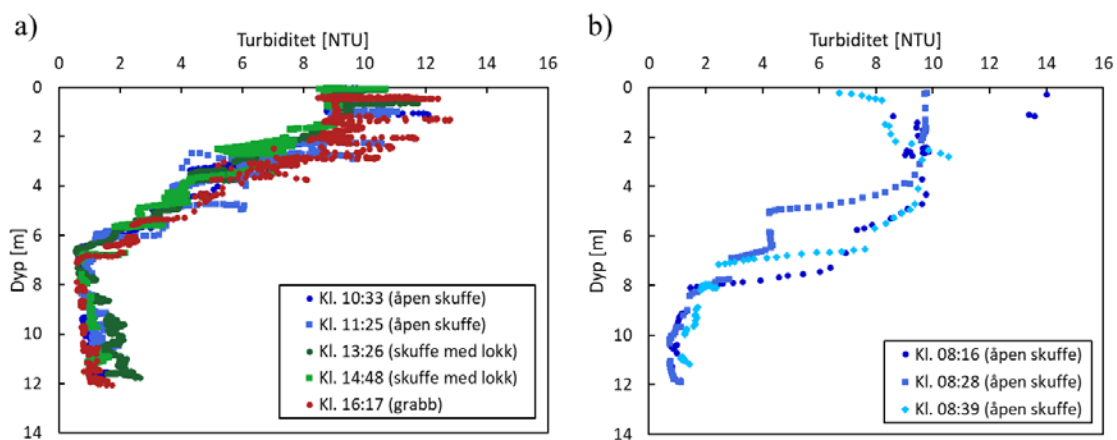 a)
Turbiditet [NTU]
0 2 4 6 8 10 12 14 16
0
2
4
6
8
10
12
14
Dyp [m]
Kl. 10:33 (åpen skuffe)
Kl. 11:25 (åpen skuffe)
Kl. 13:26 (skuffe med lokk)
Kl. 14:48 (skuffe med lokk)
Kl. 16:17 (grabb)
b)
Turbiditet [NTU]
0 2 4 6 8 10 12 14 16
0
2
4
6
8
10
12
14
Dyp [m]
Kl. 08:16 (åpen skuffe)
Kl. 08:28 (åpen skuffe)
Kl. 08:39 (åpen skuffe)